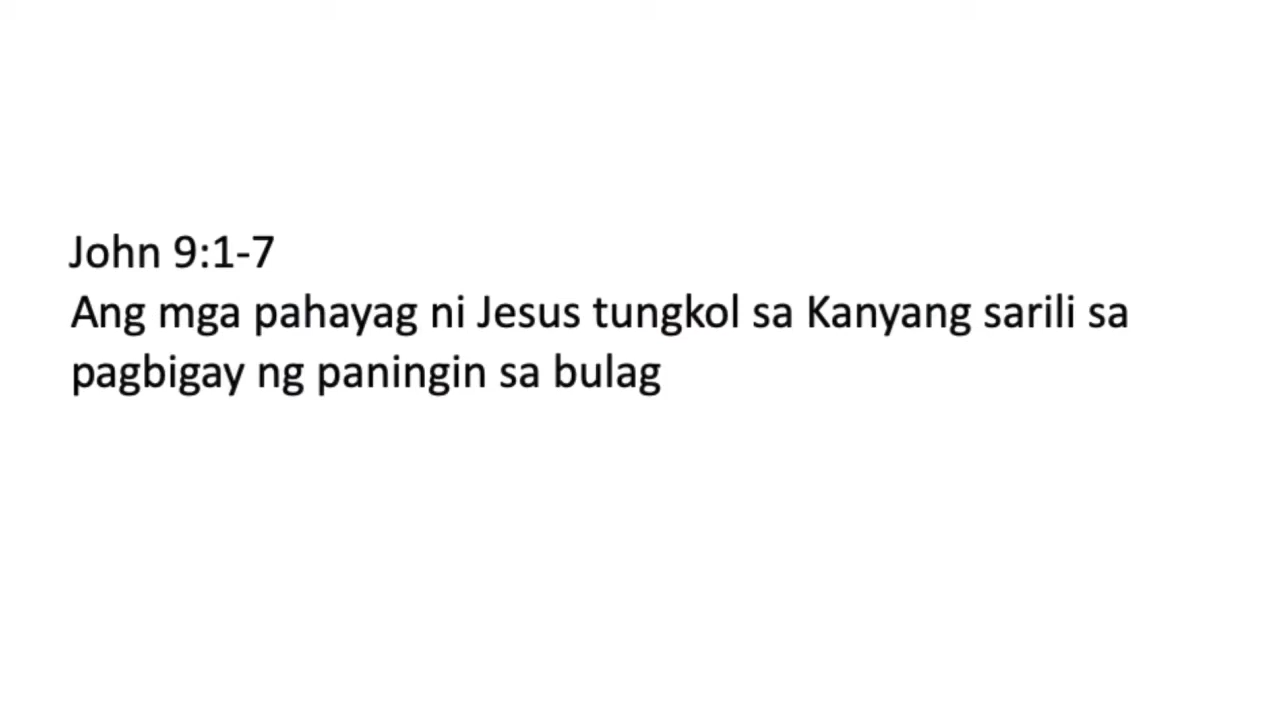 John 9:1-7
Ang mga pahayag ni Jesus tungkol sa Kanyang sarili sa
pagbigay ng paningin sa bulag